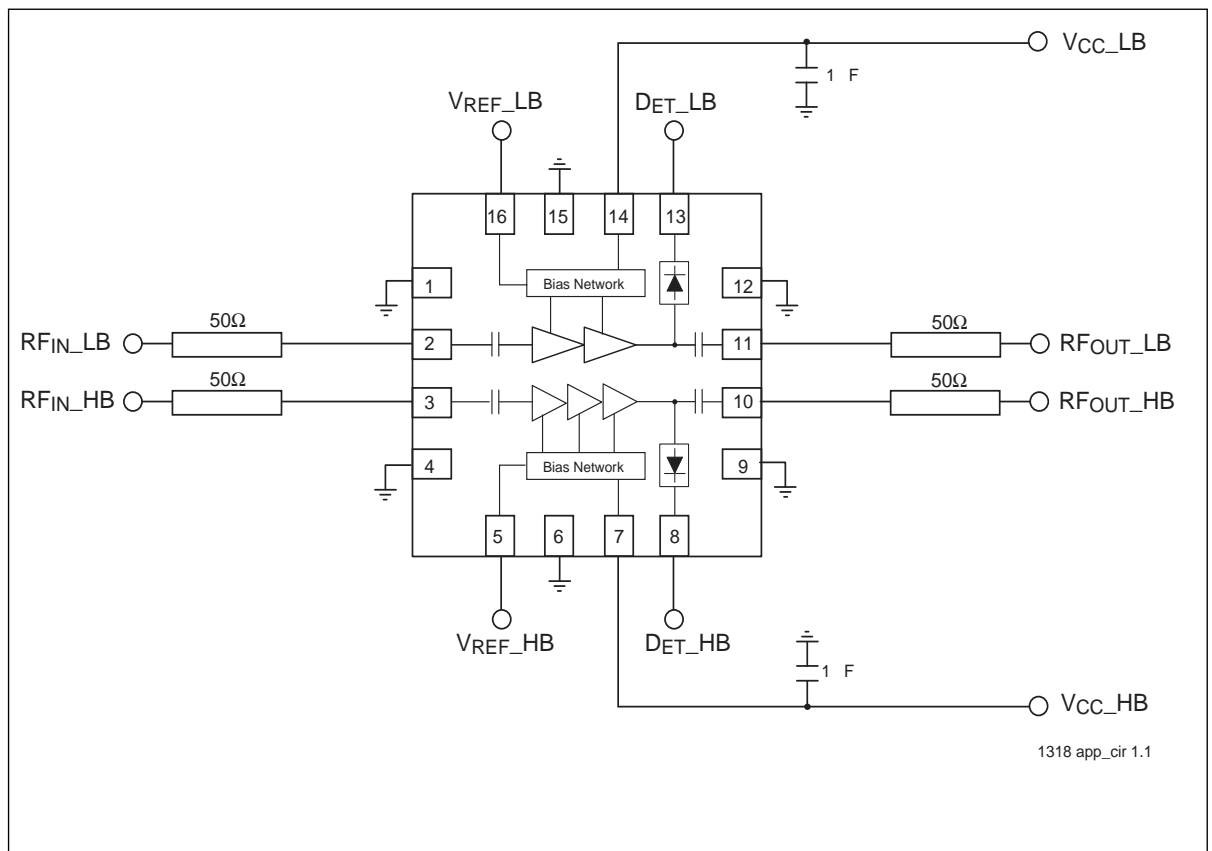 VCC_LB
1 F
VREF_LB
DET_LB
16
15
14
13
1
Bias Network
12
50Ω
50Ω
RFIN_LB
2
11
RFOUT_LB
50Ω
50Ω
RFIN_HB
3
10
RFOUT_HB
4
Bias Network
9
5
6
7
8
VREF_HB
DET_HB
1 F
VCC_HB
1318 app_cir 1.1